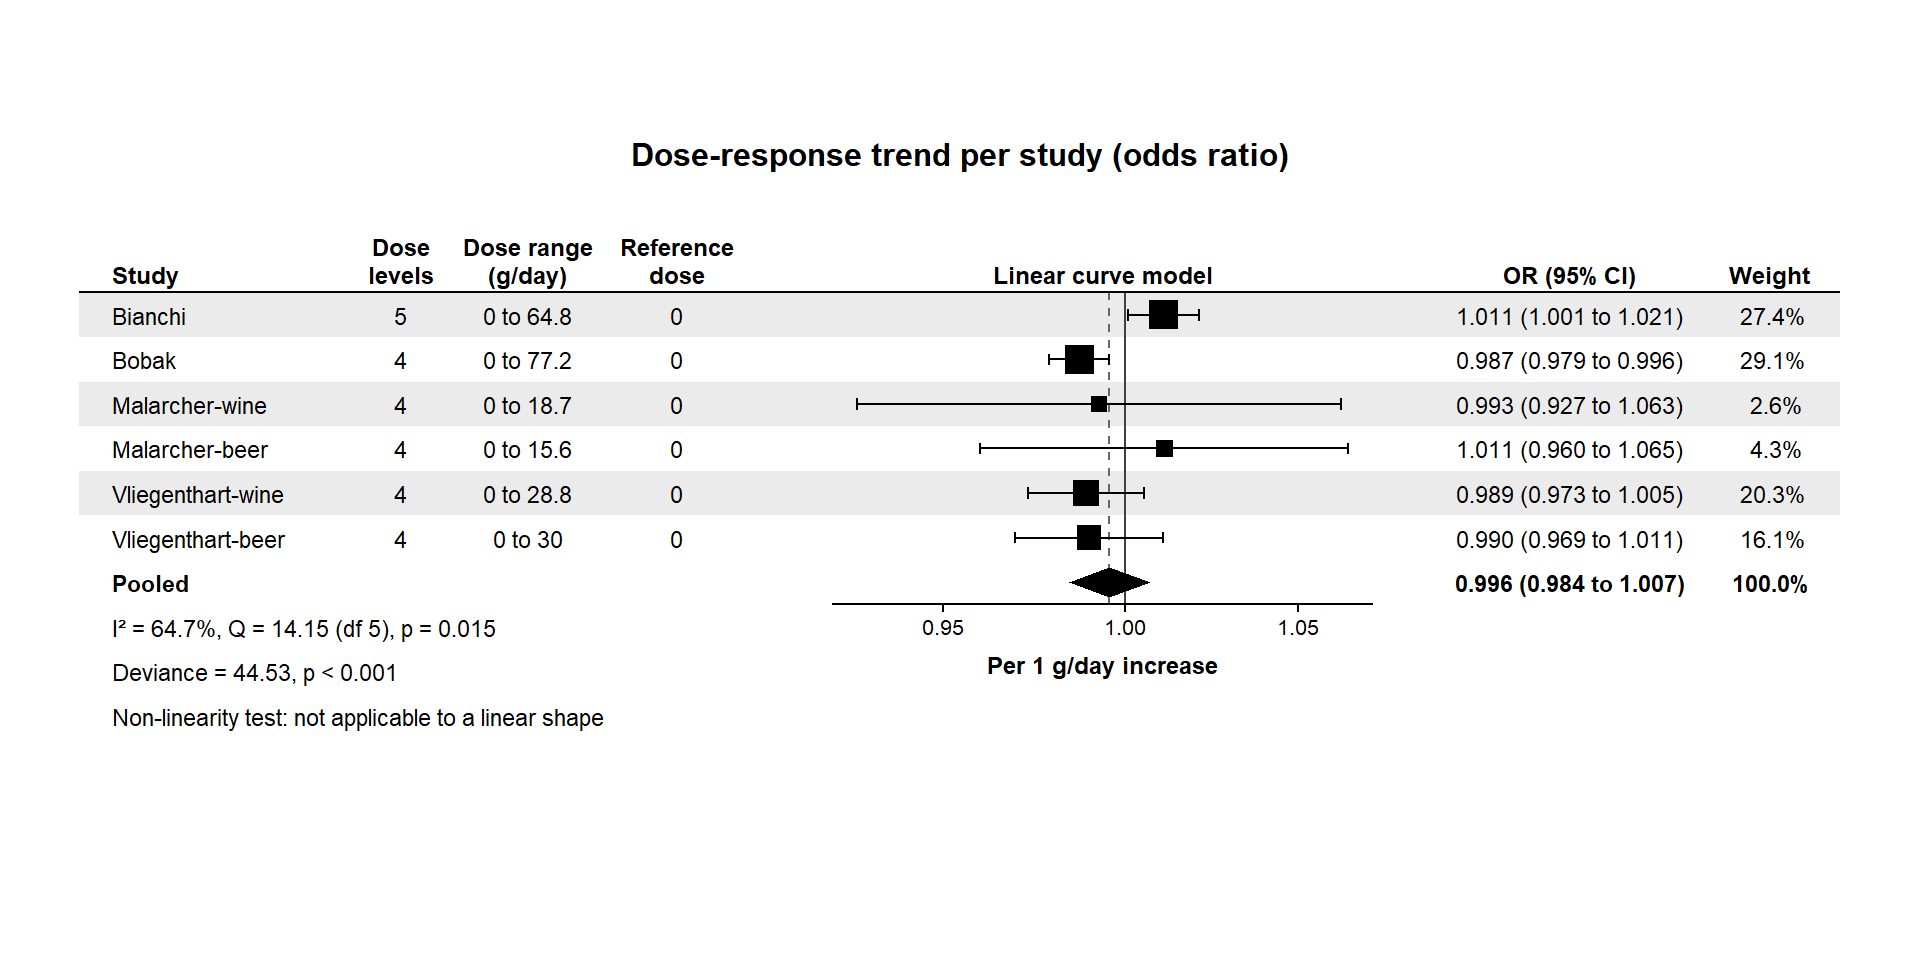 Dose-response trend per study (odds ratio)
Study Dose levels Dose range (g/day) Reference dose Linear curve model OR (95% CI) Weight
Bianchi 5 0 to 64.8 0 1.011 (1.001 to 1.021) 27.4%
Bobak 4 0 to 77.2 0 0.987 (0.979 to 0.996) 29.1%
Malarcher-wine 4 0 to 18.7 0 0.993 (0.927 to 1.063) 2.6%
Malarcher-beer 4 0 to 15.6 0 1.011 (0.960 to 1.065) 4.3%
Vliegenthart-wine 4 0 to 28.8 0 0.989 (0.973 to 1.005) 20.3%
Vliegenthart-beer 4 0 to 30 0 0.990 (0.969 to 1.011) 16.1%
Pooled 0.996 (0.984 to 1.007) 100.0%
I² = 64.7%, Q = 14.15 (df 5), p = 0.015
0.95 1.00 1.05
Per 1 g/day increase
Deviance = 44.53, p < 0.001
Non-linearity test: not applicable to a linear shape